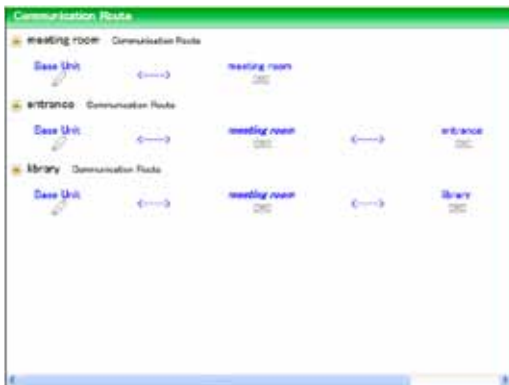 Communication Route
meeting room Communication Route
Base Unit <----> meeting room
entrance Communication Route
Base Unit <----> meeting room <----> entrance
library Communication Route
Base Unit <----> meeting room <----> library